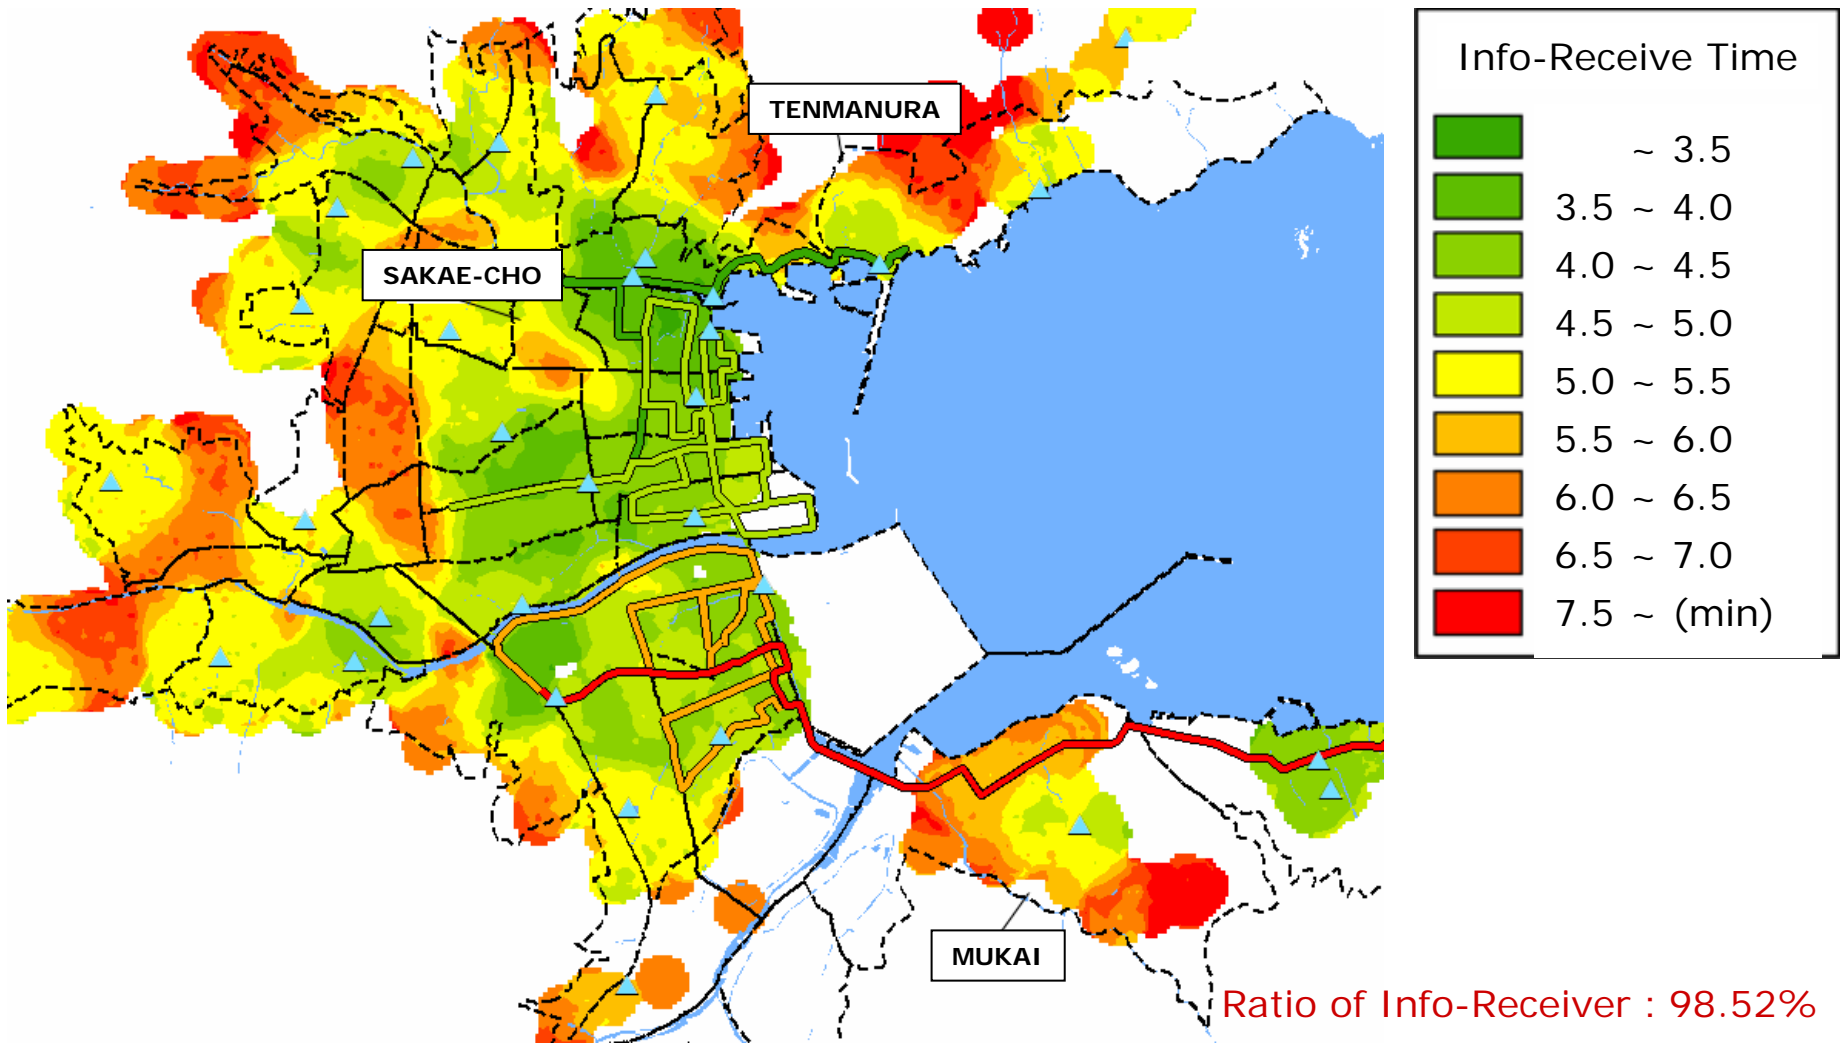 Info-Receive Time
~ 3.5
3.5 ~ 4.0
4.0 ~ 4.5
4.5 ~ 5.0
5.0 ~ 5.5
5.5 ~ 6.0
6.0 ~ 6.5
6.5 ~ 7.0
7.5 ~ (min)
TENMANURA
SAKAE-CHO
MUKAI
Ratio of Info-Receiver : 98.52%